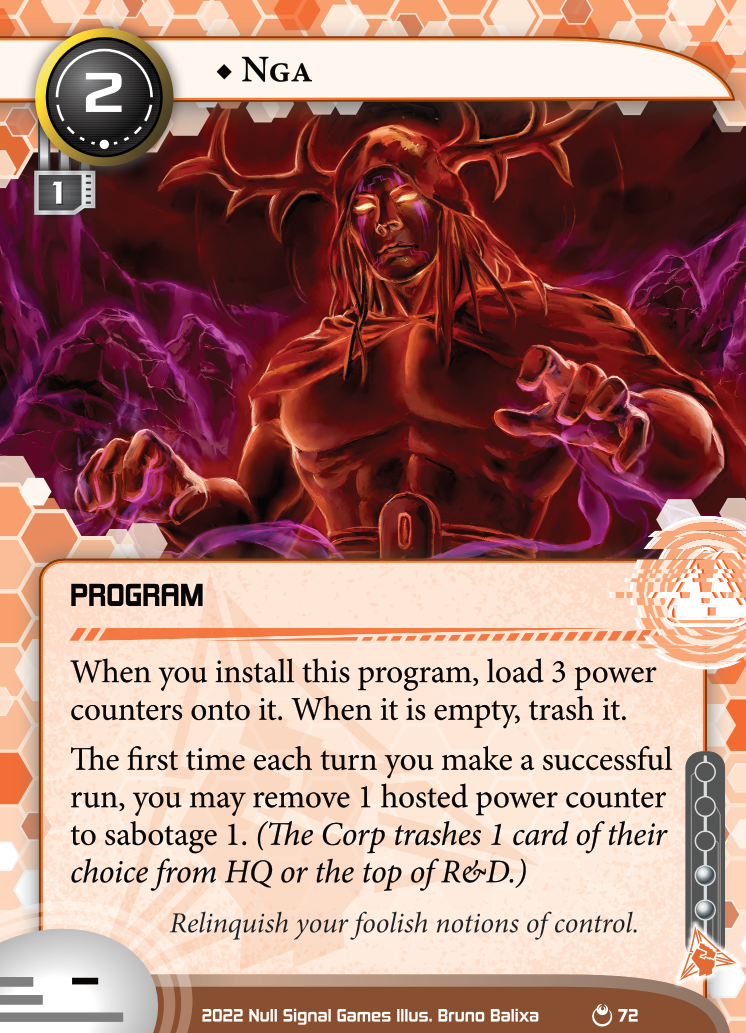 2
◆ Nga
1
PROGRAM
When you install this program, load 3 power
counters onto it. When it is empty, trash it.
The first time each turn you make a successful
run, you may remove 1 hosted power counter
to sabotage 1. (The Corp trashes 1 card of their
choice from HQ or the top of R&D.)
Relinquish your foolish notions of control.
-
2022 Null Signal Games Illus. Bruno Balixa
72